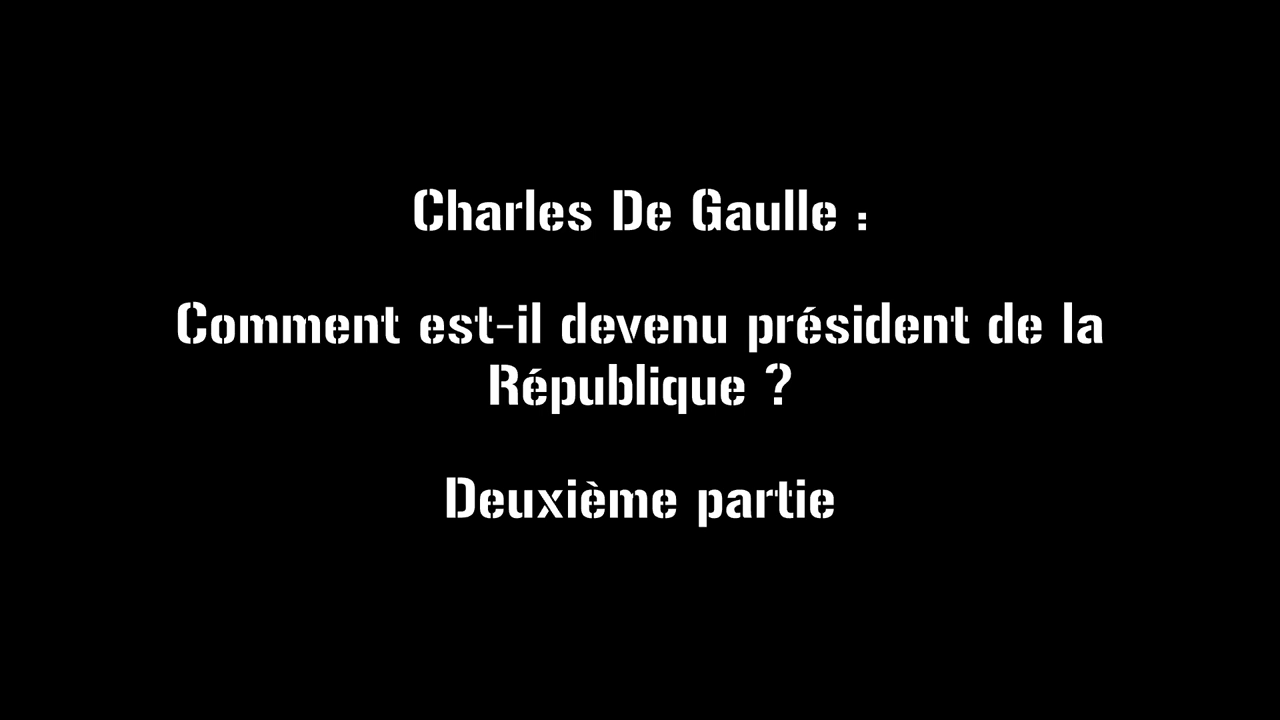 Charles De Gaulle :
Comment est-il devenu président de la
République ?
Deuxième partie